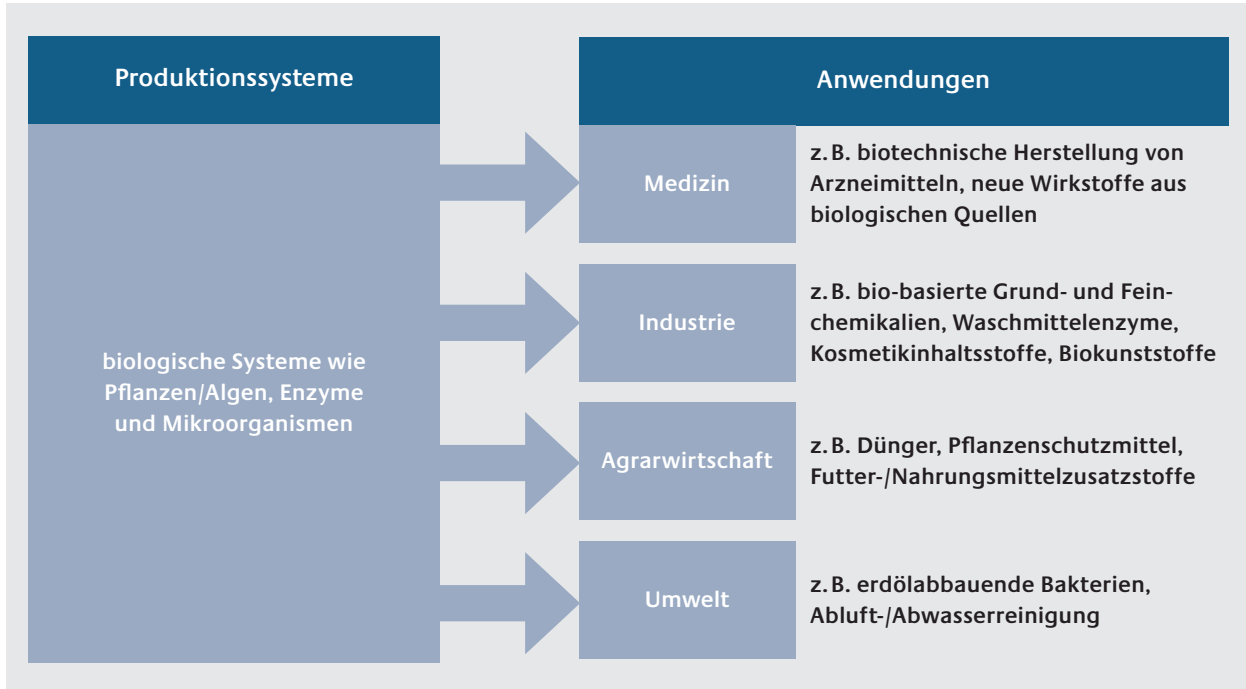 Produktionssysteme
Anwendungen
biologische Systeme wie
Pflanzen/Algen, Enzyme
und Mikroorganismen
Medizin
z. B. biotechnische Herstellung von
Arzneimitteln, neue Wirkstoffe aus
biologischen Quellen
Industrie
z. B. bio-basierte Grund- und Fein-
chemikalien, Waschmittelenzyme,
Kosmetikinhaltsstoffe, Biokunststoffe
Agrarwirtschaft
z. B. Dünger, Pflanzenschutzmittel,
Futter-/Nahrungsmittelzusatzstoffe
Umwelt
z. B. erdölabbauende Bakterien,
Abluft-/Abwasserreinigung